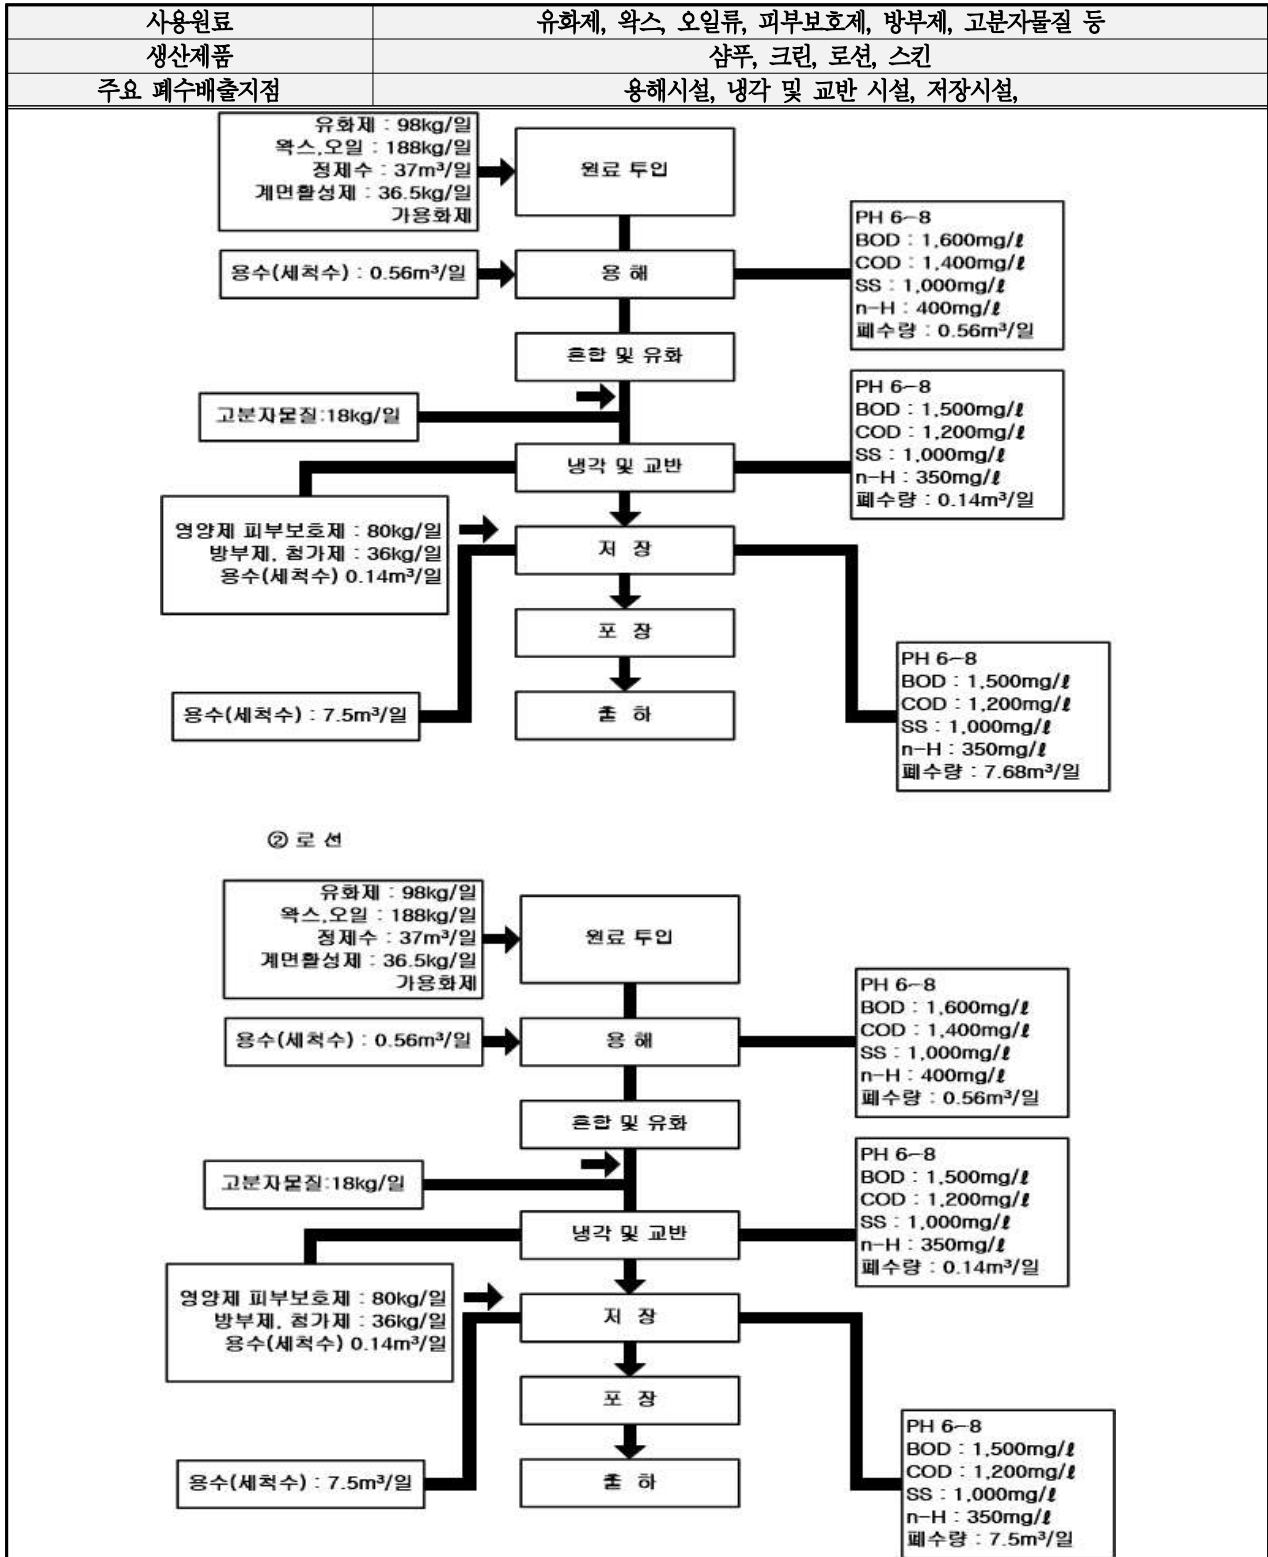 사용원료 유화제, 왁스, 오일류, 피부보호제, 방부제, 고분자물질 등
생산제품 샴푸, 크린, 로션, 스킨
주요 폐수배출지점 용해시설, 냉각 및 교반 시설, 저장시설,
유화제 : 98kg/일
왁스,오일 : 188kg/일
정제수 : 37m³/일
계면활성제 : 36.5kg/일
가용화제
원료 투입
PH 6~8
BOD : 1,600mg/ℓ
COD : 1,400mg/ℓ
SS : 1,000mg/ℓ
n-H : 400mg/ℓ
폐수량 : 0.56m³/일
용수(세척수) : 0.56m³/일
용 해
혼합 및 유화
고분자물질:18kg/일
PH 6~8
BOD : 1,500mg/ℓ
COD : 1,200mg/ℓ
SS : 1,000mg/ℓ
n-H : 350mg/ℓ
폐수량 : 0.14m³/일
냉각 및 교반
영양제 피부보호제 : 80kg/일
방부제, 첨가제 : 36kg/일
용수(세척수) 0.14m³/일
저 장
포 장
PH 6~8
BOD : 1,500mg/ℓ
COD : 1,200mg/ℓ
SS : 1,000mg/ℓ
n-H : 350mg/ℓ
폐수량 : 7.68m³/일
용수(세척수) : 7.5m³/일
출 하
② 로 션
유화제 : 98kg/일
왁스,오일 : 188kg/일
정제수 : 37m³/일
계면활성제 : 36.5kg/일
가용화제
원료 투입
PH 6~8
BOD : 1,600mg/ℓ
COD : 1,400mg/ℓ
SS : 1,000mg/ℓ
n-H : 400mg/ℓ
폐수량 : 0.56m³/일
용수(세척수) : 0.56m³/일
용 해
혼합 및 유화
고분자물질:18kg/일
PH 6~8
BOD : 1,500mg/ℓ
COD : 1,200mg/ℓ
SS : 1,000mg/ℓ
n-H : 350mg/ℓ
폐수량 : 0.14m³/일
냉각 및 교반
영양제 피부보호제 : 80kg/일
방부제, 첨가제 : 36kg/일
용수(세척수) 0.14m³/일
저 장
포 장
PH 6~8
BOD : 1,500mg/ℓ
COD : 1,200mg/ℓ
SS : 1,000mg/ℓ
n-H : 350mg/ℓ
폐수량 : 7.5m³/일
용수(세척수) : 7.5m³/일
출 하